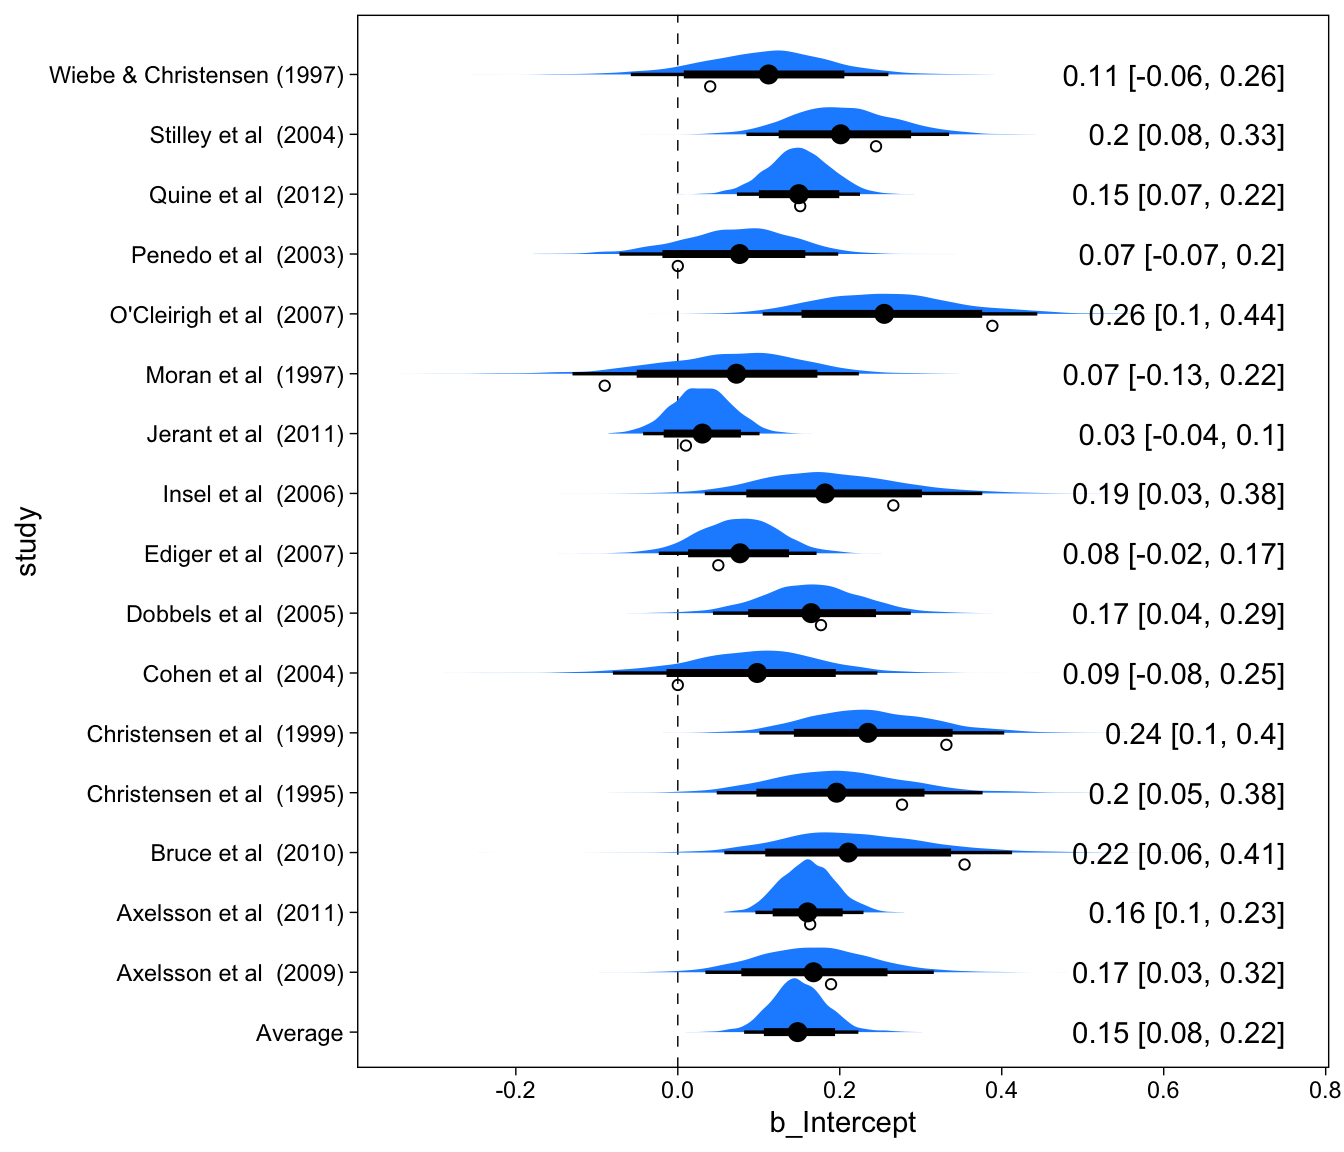 Wiebe & Christensen (1997) 0.11 [-0.06, 0.26]
Stilley et al  (2004) 0.2 [0.08, 0.33]
Quine et al  (2012) 0.15 [0.07, 0.22]
Penedo et al  (2003) 0.07 [-0.07, 0.2]
O'Cleirigh et al  (2007) 0.26 [0.1, 0.44]
Moran et al  (1997) 0.07 [-0.13, 0.22]
Jerant et al  (2011) 0.03 [-0.04, 0.1]
Insel et al  (2006) 0.19 [0.03, 0.38]
study
Ediger et al  (2007) 0.08 [-0.02, 0.17]
Dobbels et al  (2005) 0.17 [0.04, 0.29]
Cohen et al  (2004) 0.09 [-0.08, 0.25]
Christensen et al  (1999) 0.24 [0.1, 0.4]
Christensen et al  (1995) 0.2 [0.05, 0.38]
Bruce et al  (2010) 0.22 [0.06, 0.41]
Axelsson et al  (2011) 0.16 [0.1, 0.23]
Axelsson et al  (2009) 0.17 [0.03, 0.32]
Average 0.15 [0.08, 0.22]
-0.2 0.0 0.2 0.4 0.6 0.8
b_Intercept